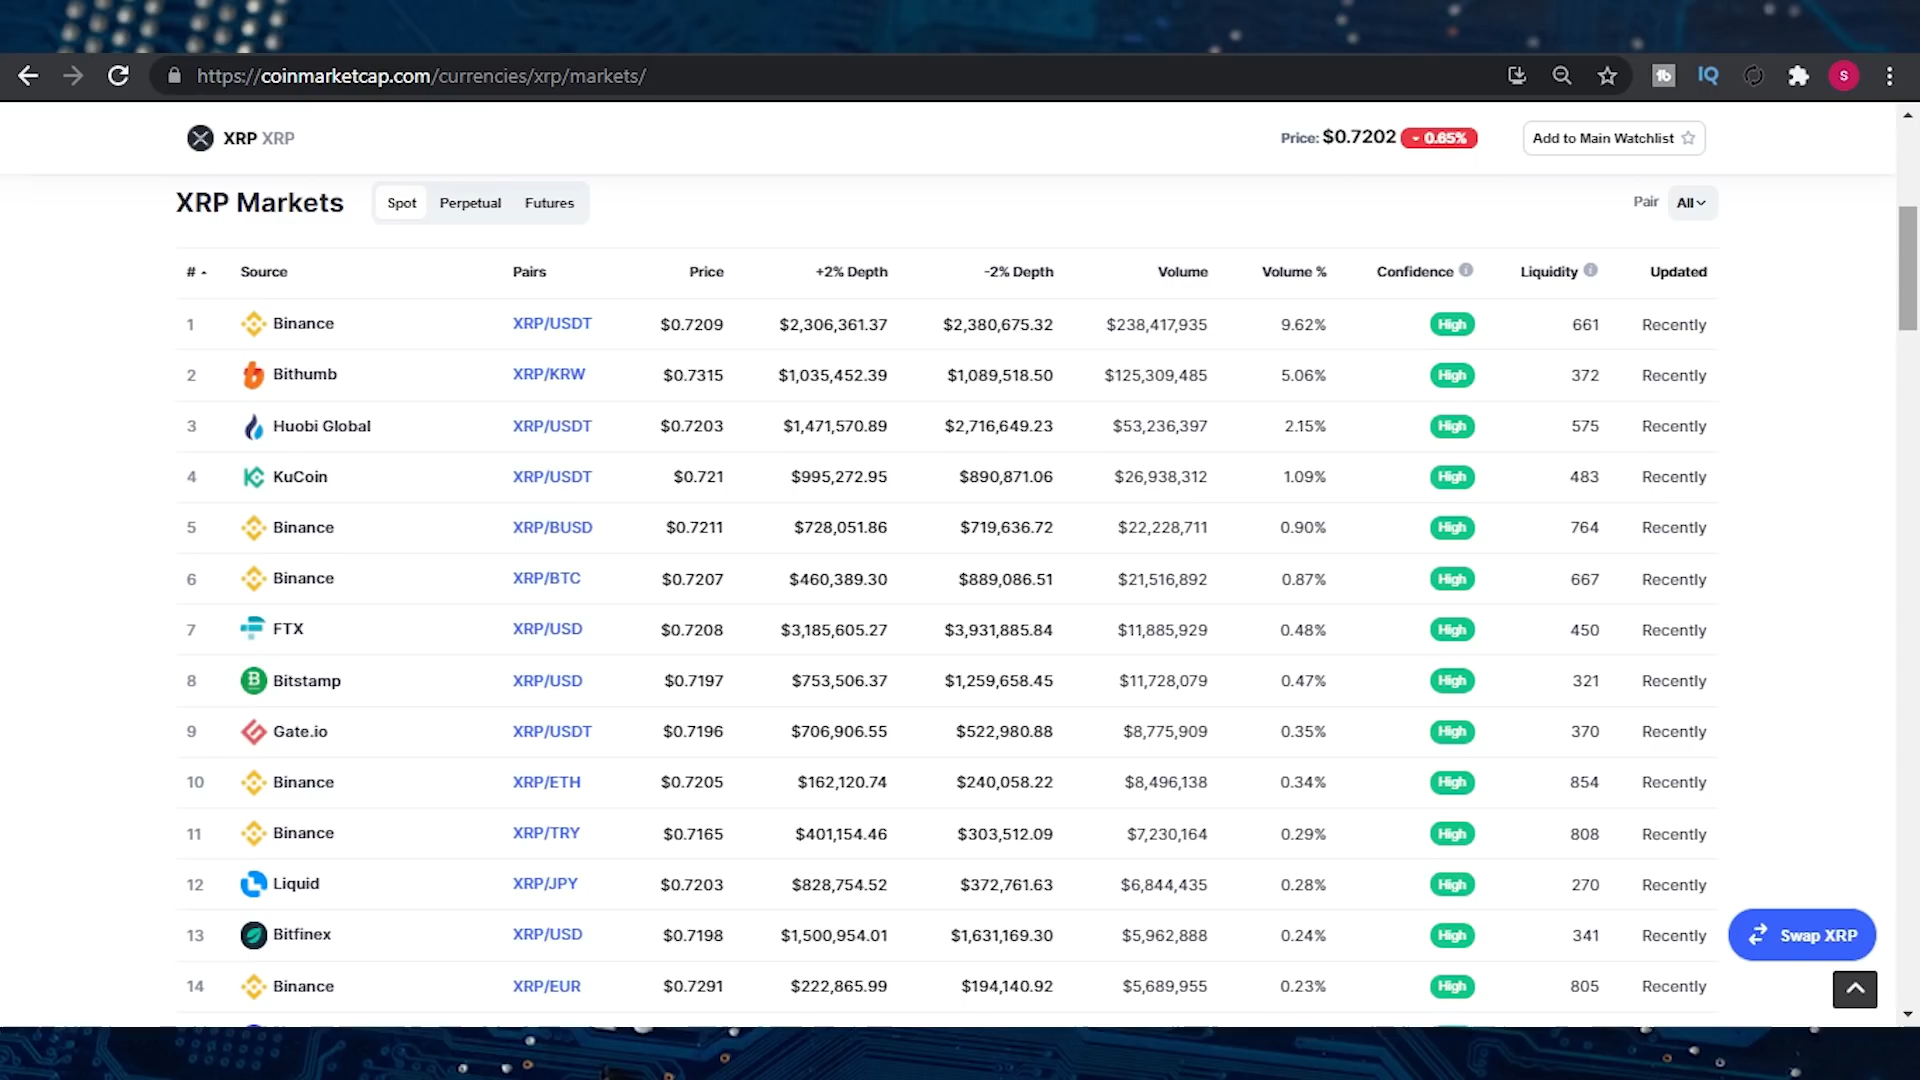 https://coinmarketcap.com/currencies/xrp/markets/
tb IQ S
XRP XRP Price: $0.7202 0.65% Add to Main Watchlist
XRP Markets Spot Perpetual Futures Pair All
# Source Pairs Price +2% Depth -2% Depth Volume Volume % Confidence Liquidity Updated
1 Binance XRP/USDT $0.7209 $2,306,361.37 $2,380,675.32 $238,417,935 9.62% High 661 Recently
2 Bithumb XRP/KRW $0.7315 $1,035,452.39 $1,089,518.50 $125,309,485 5.06% High 372 Recently
3 Huobi Global XRP/USDT $0.7203 $1,471,570.89 $2,716,649.23 $53,236,397 2.15% High 575 Recently
4 KuCoin XRP/USDT $0.721 $995,272.95 $890,871.06 $26,938,312 1.09% High 483 Recently
5 Binance XRP/BUSD $0.7211 $728,051.86 $719,636.72 $22,228,711 0.90% High 764 Recently
6 Binance XRP/BTC $0.7207 $460,389.30 $889,086.51 $21,516,892 0.87% High 667 Recently
7 FTX XRP/USD $0.7208 $3,185,605.27 $3,931,885.84 $11,885,929 0.48% High 450 Recently
8 Bitstamp XRP/USD $0.7197 $753,506.37 $1,259,658.45 $11,728,079 0.47% High 321 Recently
9 Gate.io XRP/USDT $0.7196 $706,906.55 $522,980.88 $8,775,909 0.35% High 370 Recently
10 Binance XRP/ETH $0.7205 $162,120.74 $240,058.22 $8,496,138 0.34% High 854 Recently
11 Binance XRP/TRY $0.7165 $401,154.46 $303,512.09 $7,230,164 0.29% High 808 Recently
12 Liquid XRP/JPY $0.7203 $828,754.52 $372,761.63 $6,844,435 0.28% High 270 Recently
13 Bitfinex XRP/USD $0.7198 $1,500,954.01 $1,631,169.30 $5,962,888 0.24% High 341 Recently
Swap XRP
14 Binance XRP/EUR $0.7291 $222,865.99 $194,140.92 $5,689,955 0.23% High 805 Recently